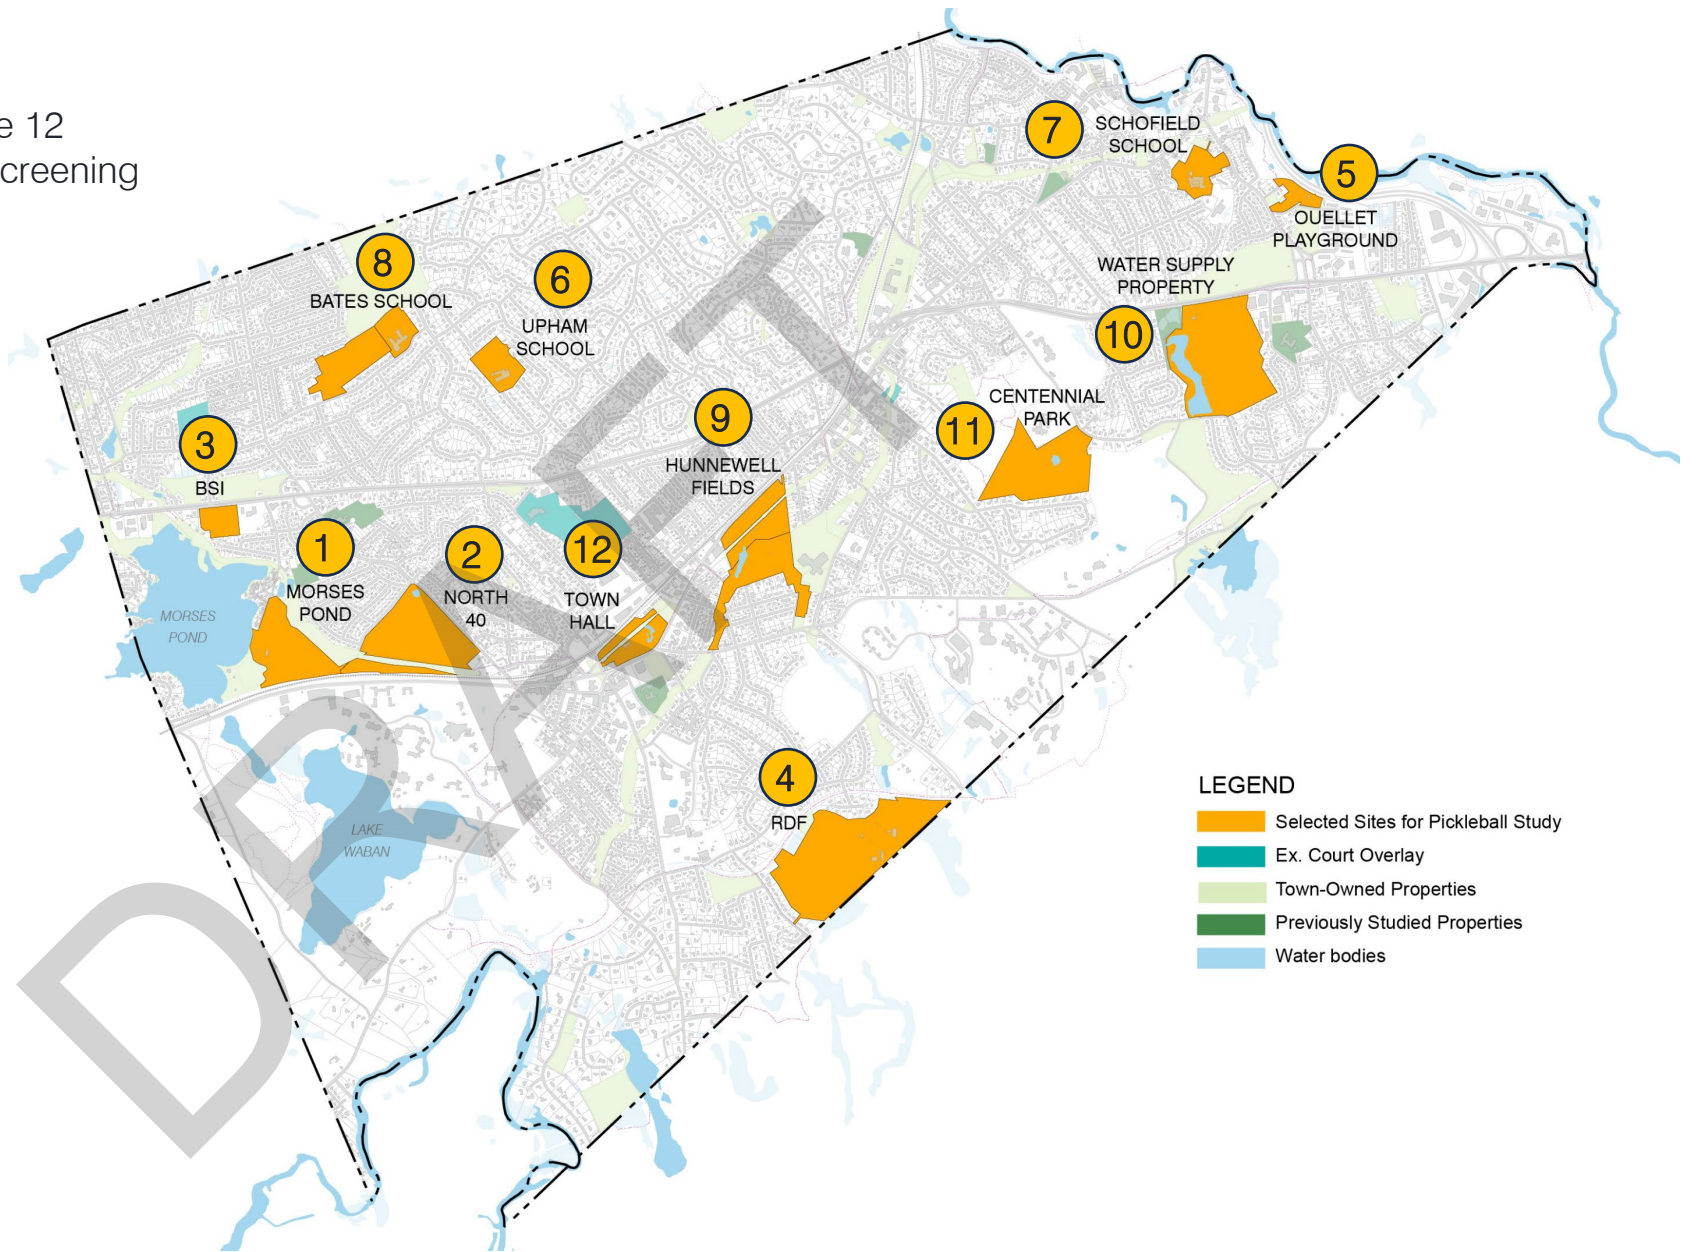 e 12
creening
7
SCHOFIELD
SCHOOL
5
OUELLET
PLAYGROUND
8
BATES SCHOOL
6
UPHAM
SCHOOL
WATER SUPPLY
PROPERTY
10
3
BSI
9
HUNNEWELL
FIELDS
11
CENTENNIAL
PARK
1
MORSES
POND
2
NORTH
40
12
TOWN
HALL
MORSES
POND
4
RDF
LAKE
WABAN
DRAFT
LEGEND
Selected Sites for Pickleball Study
Ex. Court Overlay
Town-Owned Properties
Previously Studied Properties
Water bodies